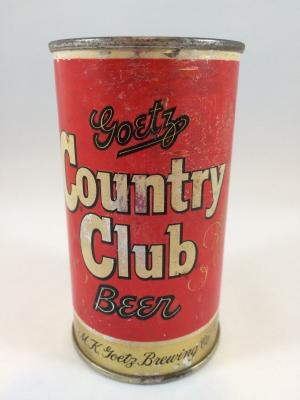 Goetz
Country
Club
BEER
M.K. Goetz Brewing Co.